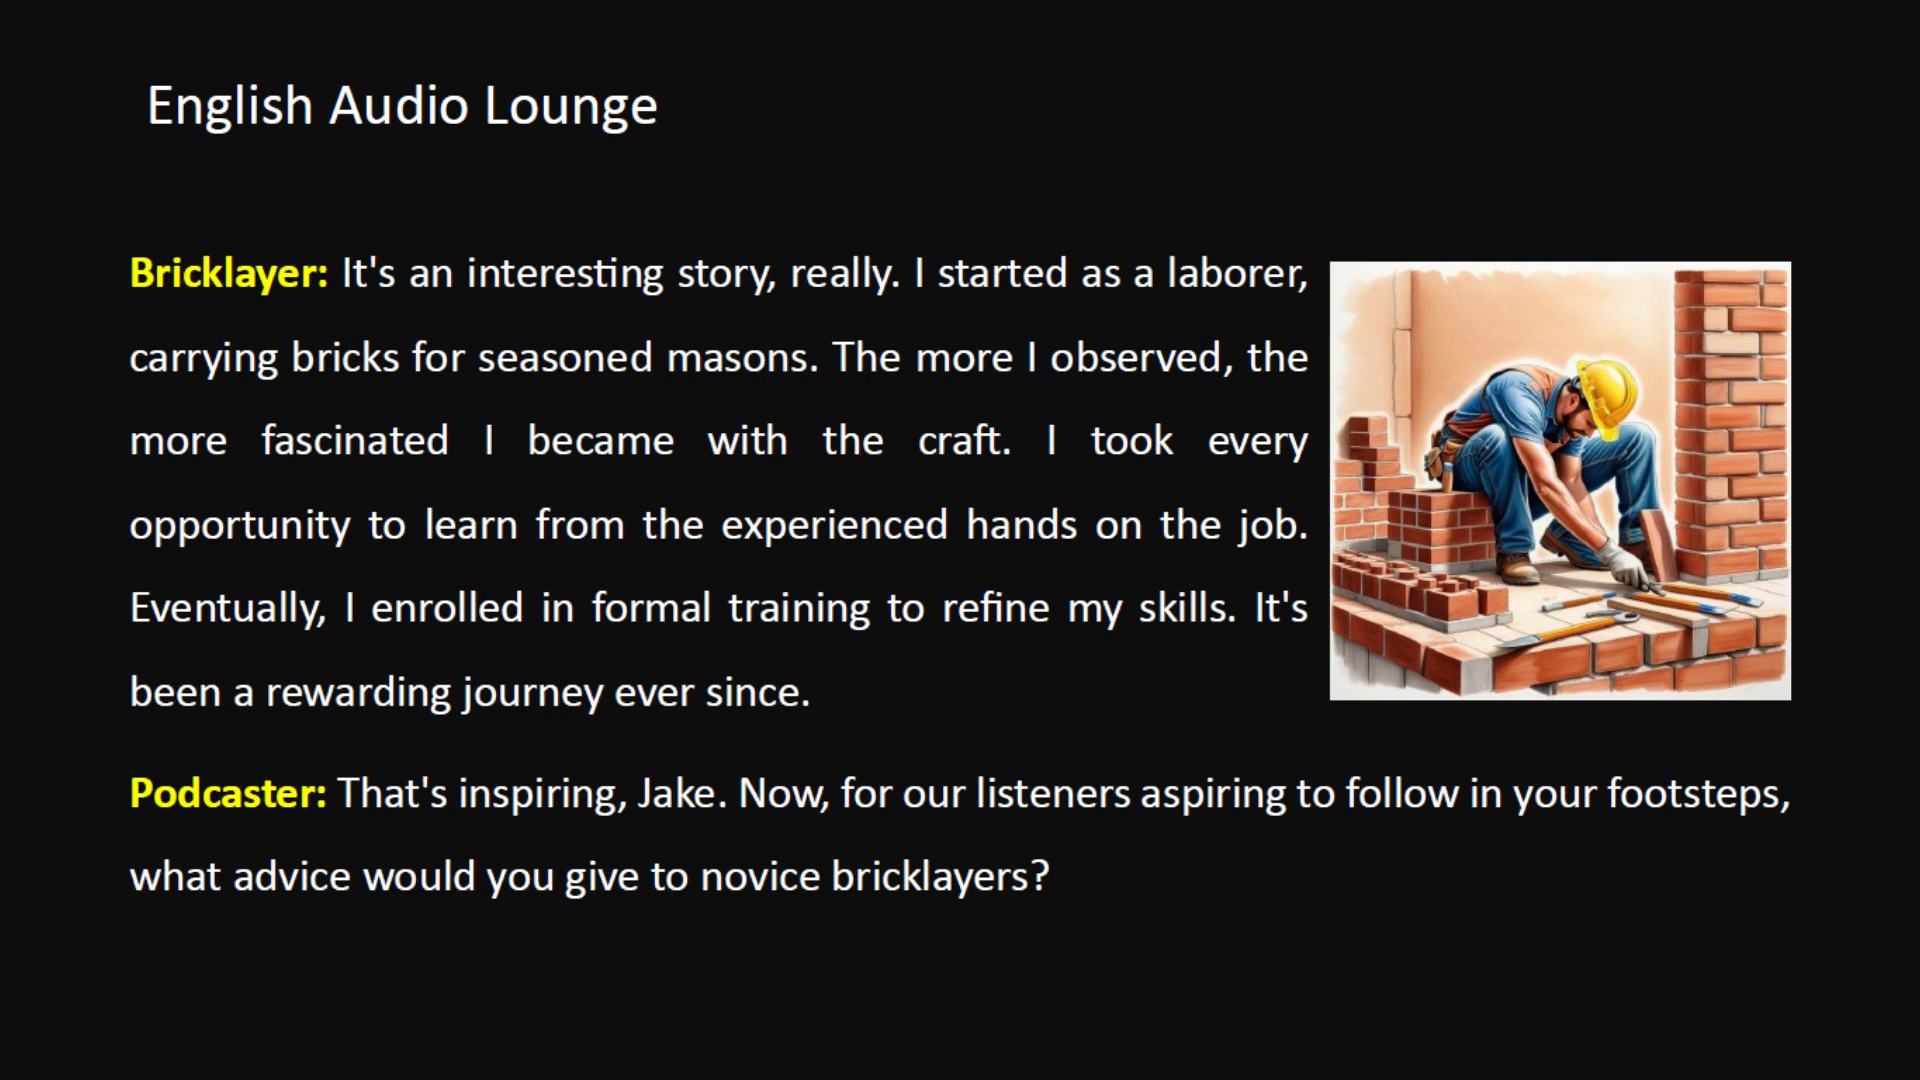 English Audio Lounge
Bricklayer: It's an interesting story, really. I started as a laborer,
carrying bricks for seasoned masons. The more I observed, the
more fascinated I became with the craft. I took every
opportunity to learn from the experienced hands on the job.
Eventually, I enrolled in formal training to refine my skills. It's
been a rewarding journey ever since.
Podcaster: That's inspiring, Jake. Now, for our listeners aspiring to follow in your footsteps,
what advice would you give to novice bricklayers?